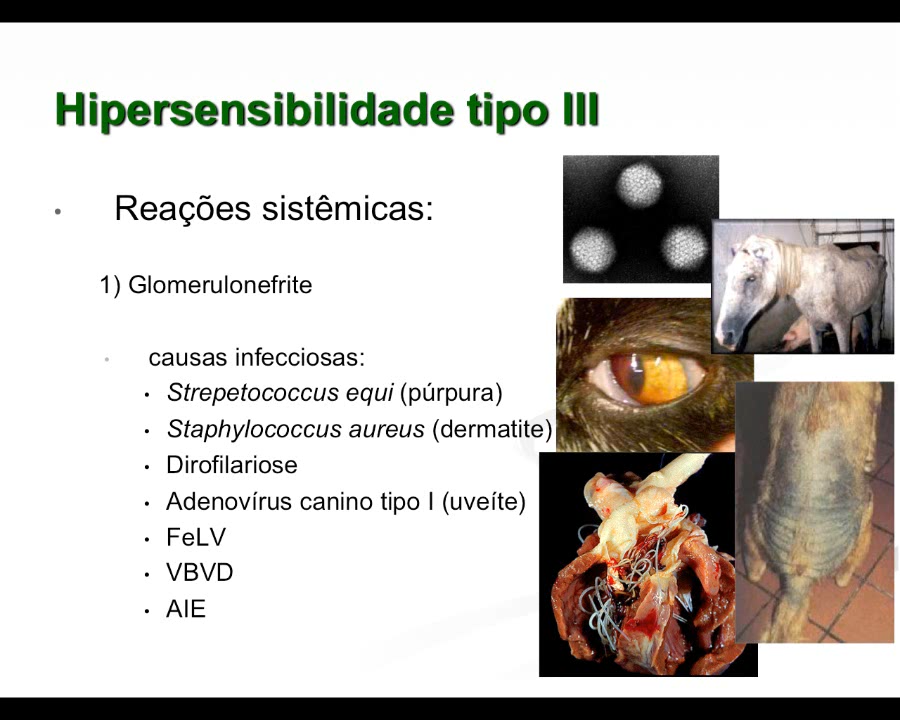 Hipersensibilidade tipo III
• Reações sistêmicas:
1) Glomerulonefrite
• causas infecciosas:
• Strepetococcus equi (púrpura)
• Staphylococcus aureus (dermatite)
• Dirofilariose
• Adenovírus canino tipo I (uveíte)
• FeLV
• VBVD
• AIE